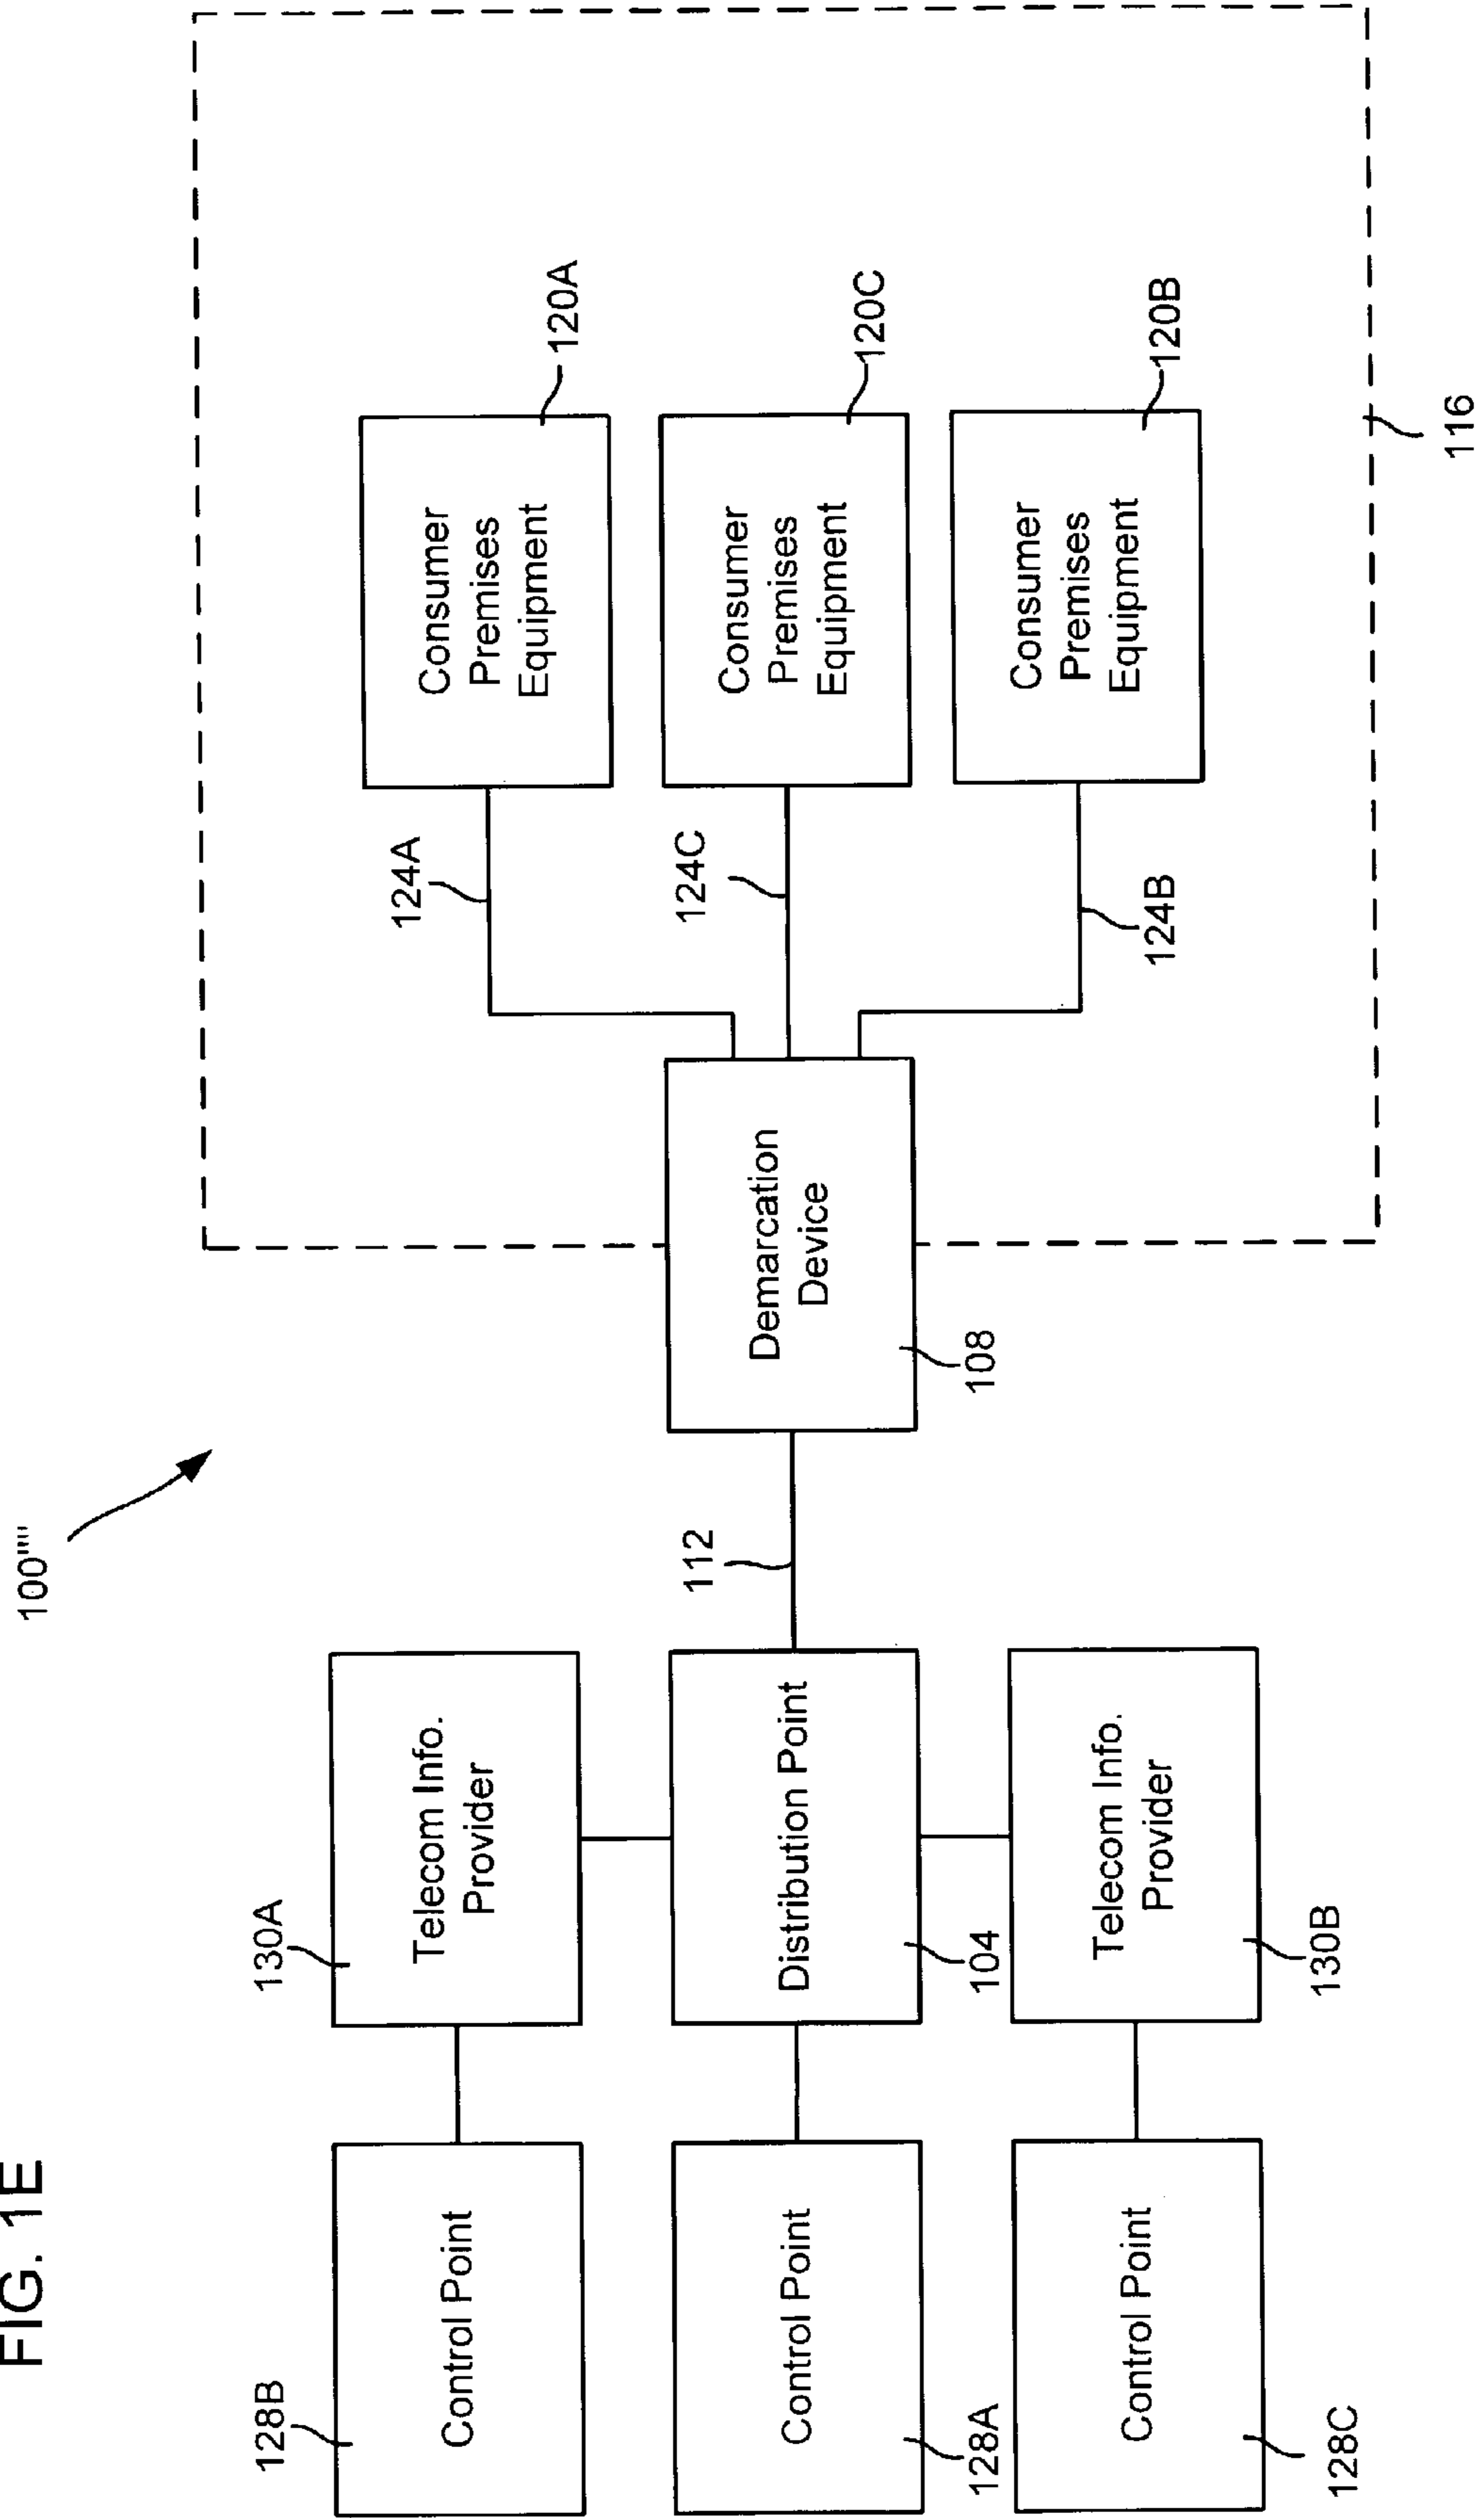 FIG. 1E
100""
128B
Control Point
130A
Telecom Info.
Provider
124A
Consumer
Premises
Equipment
120A
Control Point
128A
Distribution Point
104
112
Demarcation
Device
108
124C
Consumer
Premises
Equipment
120C
Control Point
128C
Telecom Info.
Provider
130B
124B
Consumer
Premises
Equipment
120B
116